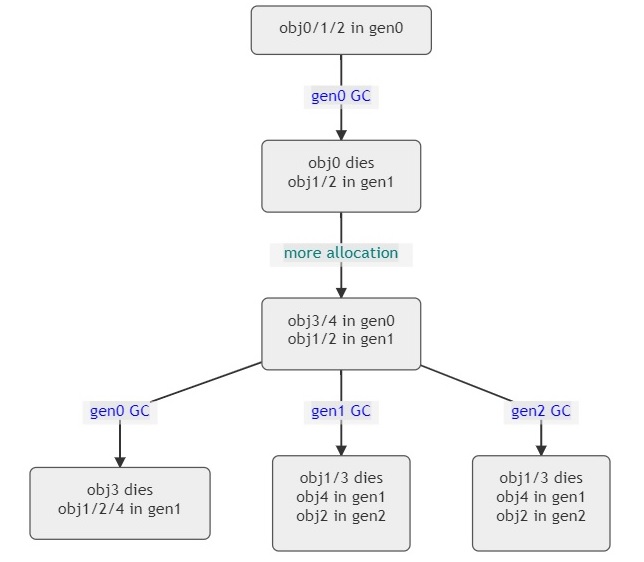 obj0/1/2 in gen0
gen0 GC
obj0 dies
obj1/2 in gen1
more allocation
obj3/4 in gen0
obj1/2 in gen1
gen0 GC
gen1 GC
gen2 GC
obj3 dies
obj1/2/4 in gen1
obj1/3 dies
obj4 in gen1
obj2 in gen2
obj1/3 dies
obj4 in gen1
obj2 in gen2